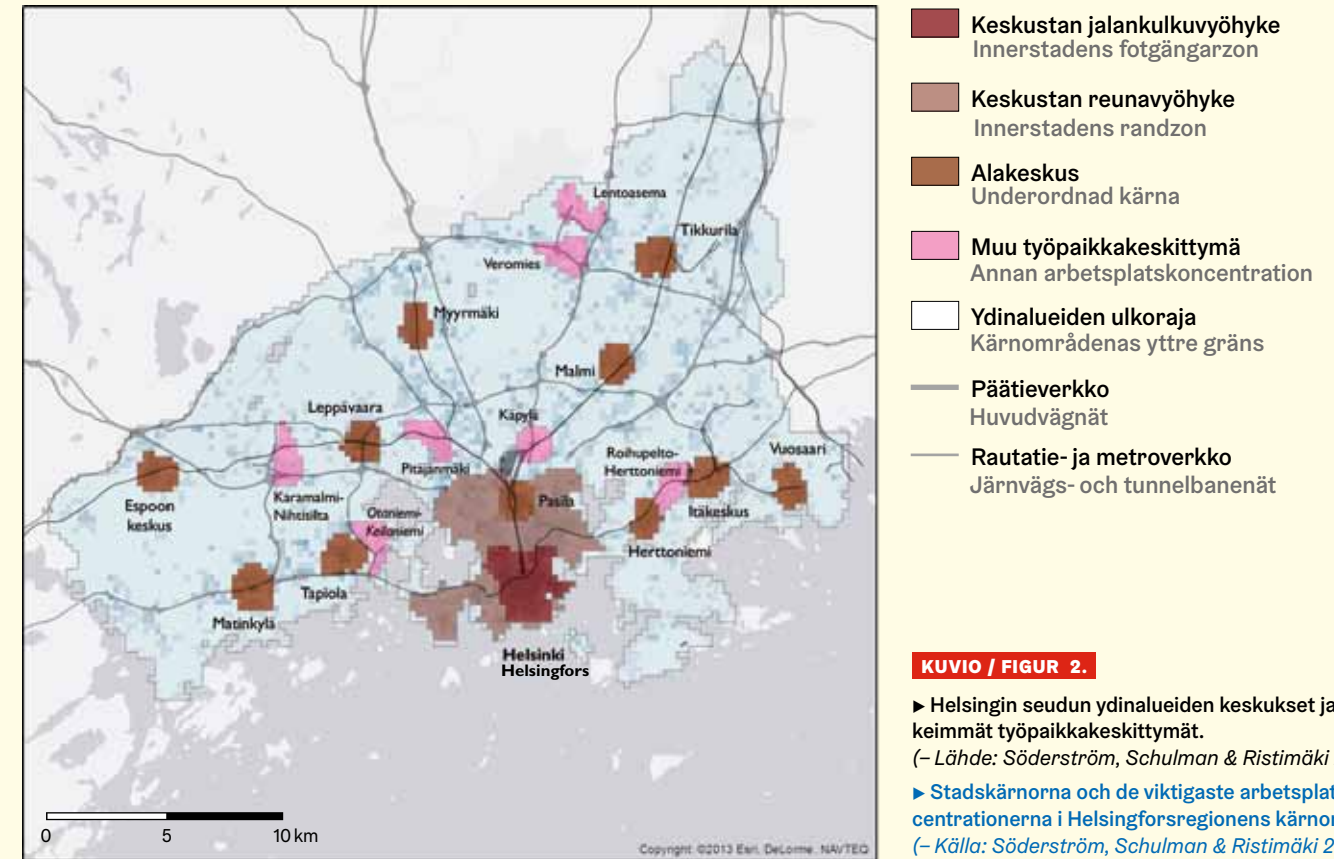 Lentoasema
Tikkurila
Veromies
Myyrmäki
Malmi
Leppävaara
Käpylä
Pitäjänmäki
Roihupelto-
Herttoniemi
Vuosaari
Espoon
keskus
Karamalmi-
Nihtisilta
Otaniemi-
Keilaniemi
Pasila
Itäkeskus
Herttoniemi
Tapiola
Matinkylä
Helsinki
Helsingfors
0 5 10 km
Copyright: ©2013 Esri, DeLorme, NAVTEQ
Keskustan jalankulkuvyöhyke
Innerstadens fotgängarzon
Keskustan reunavyöhyke
Innerstadens randzon
Alakeskus
Underordnad kärna
Muu työpaikkakeskittymä
Annan arbetsplatskoncentration
Ydinalueiden ulkoraja
Kärnområdenas yttre gräns
Päätieverkko
Huvudvägnät
Rautatie- ja metroverkko
Järnvägs- och tunnelbanenät
KUVIO / FIGUR 2.
▶ Helsingin seudun ydinalueiden keskukset ja
keimmät työpaikkakeskittymät.
(– Lähde: Söderström, Schulman & Ristimäki
▶ Stadskärnorna och de viktigaste arbetsplat
centrationerna i Helsingforsregionens kärnor
(– Källa: Söderström, Schulman & Ristimäki 2